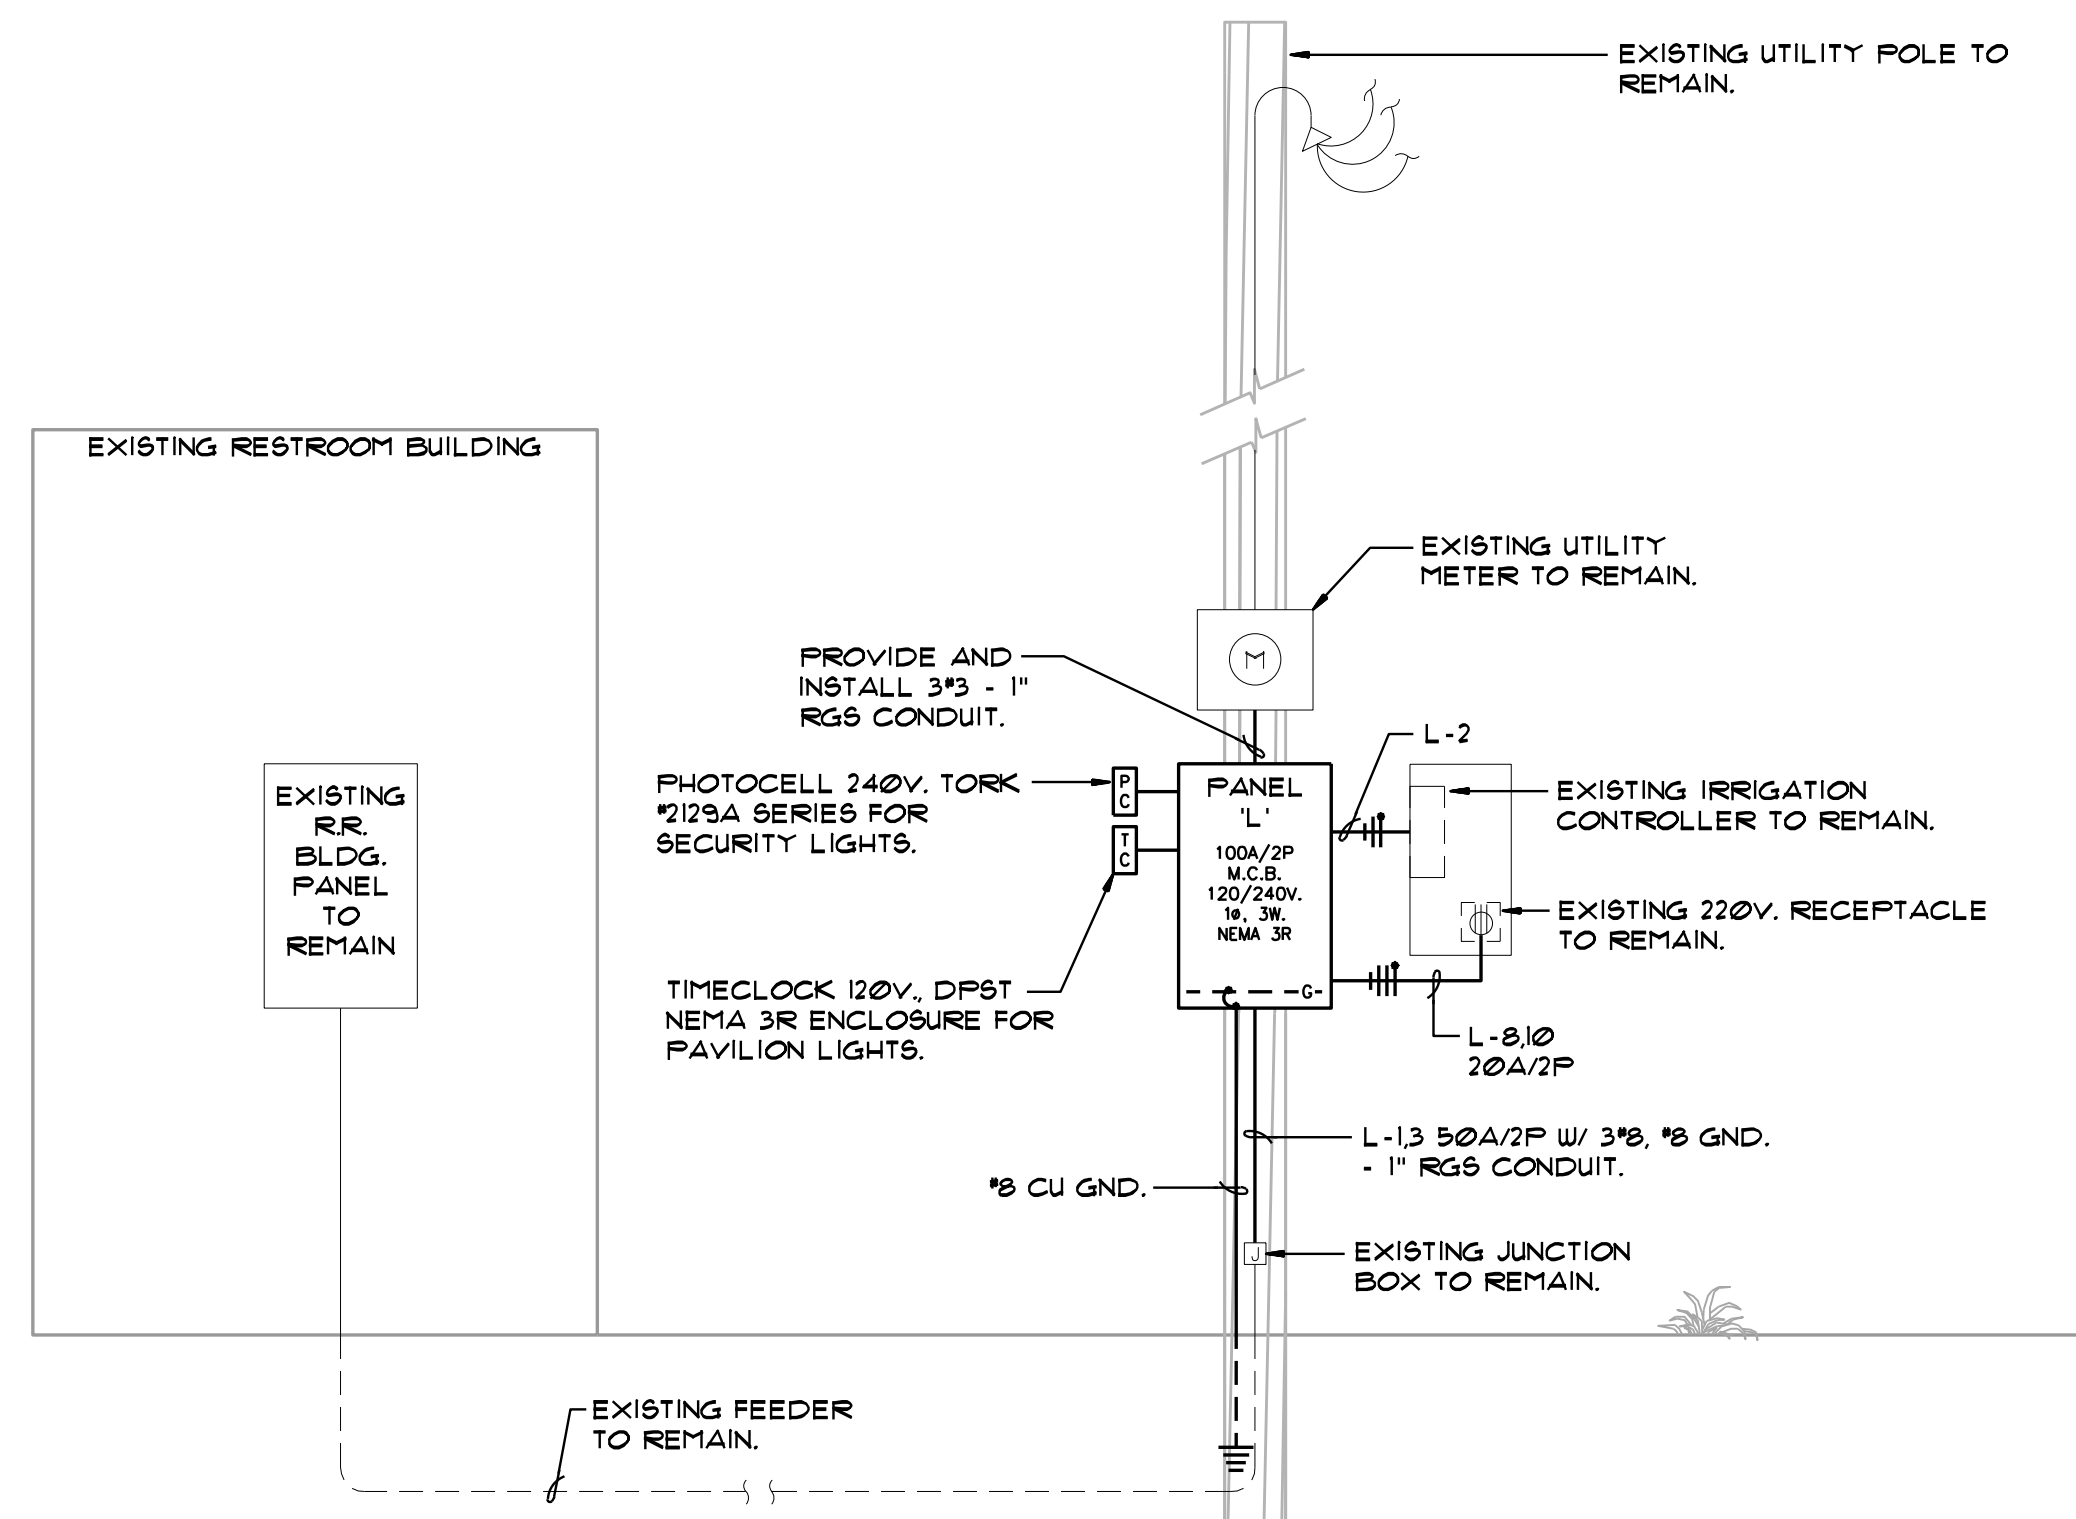 EXISTING UTILITY POLE TO
REMAIN.
EXISTING RESTROOM BUILDING
EXISTING UTILITY
METER TO REMAIN.
M
PROVIDE AND
INSTALL 3#3 - 1"
RGS CONDUIT.
L-2
PHOTOCELL 240V. TORK
#2129A SERIES FOR
SECURITY LIGHTS.
P
C
T
C
PANEL
'L'
100A/2P
M.C.B.
120/240V.
1ø, 3W.
NEMA 3R
G
EXISTING IRRIGATION
CONTROLLER TO REMAIN.
EXISTING 220V. RECEPTACLE
TO REMAIN.
EXISTING
R.R.
BLDG.
PANEL
TO
REMAIN
TIMECLOCK 120V., DPST
NEMA 3R ENCLOSURE FOR
PAVILION LIGHTS.
L-8,10
20A/2P
L-1,3 50A/2P W/ 3#8, #8 GND.
- 1" RGS CONDUIT.
#8 CU GND.
J
EXISTING JUNCTION
BOX TO REMAIN.
EXISTING FEEDER
TO REMAIN.